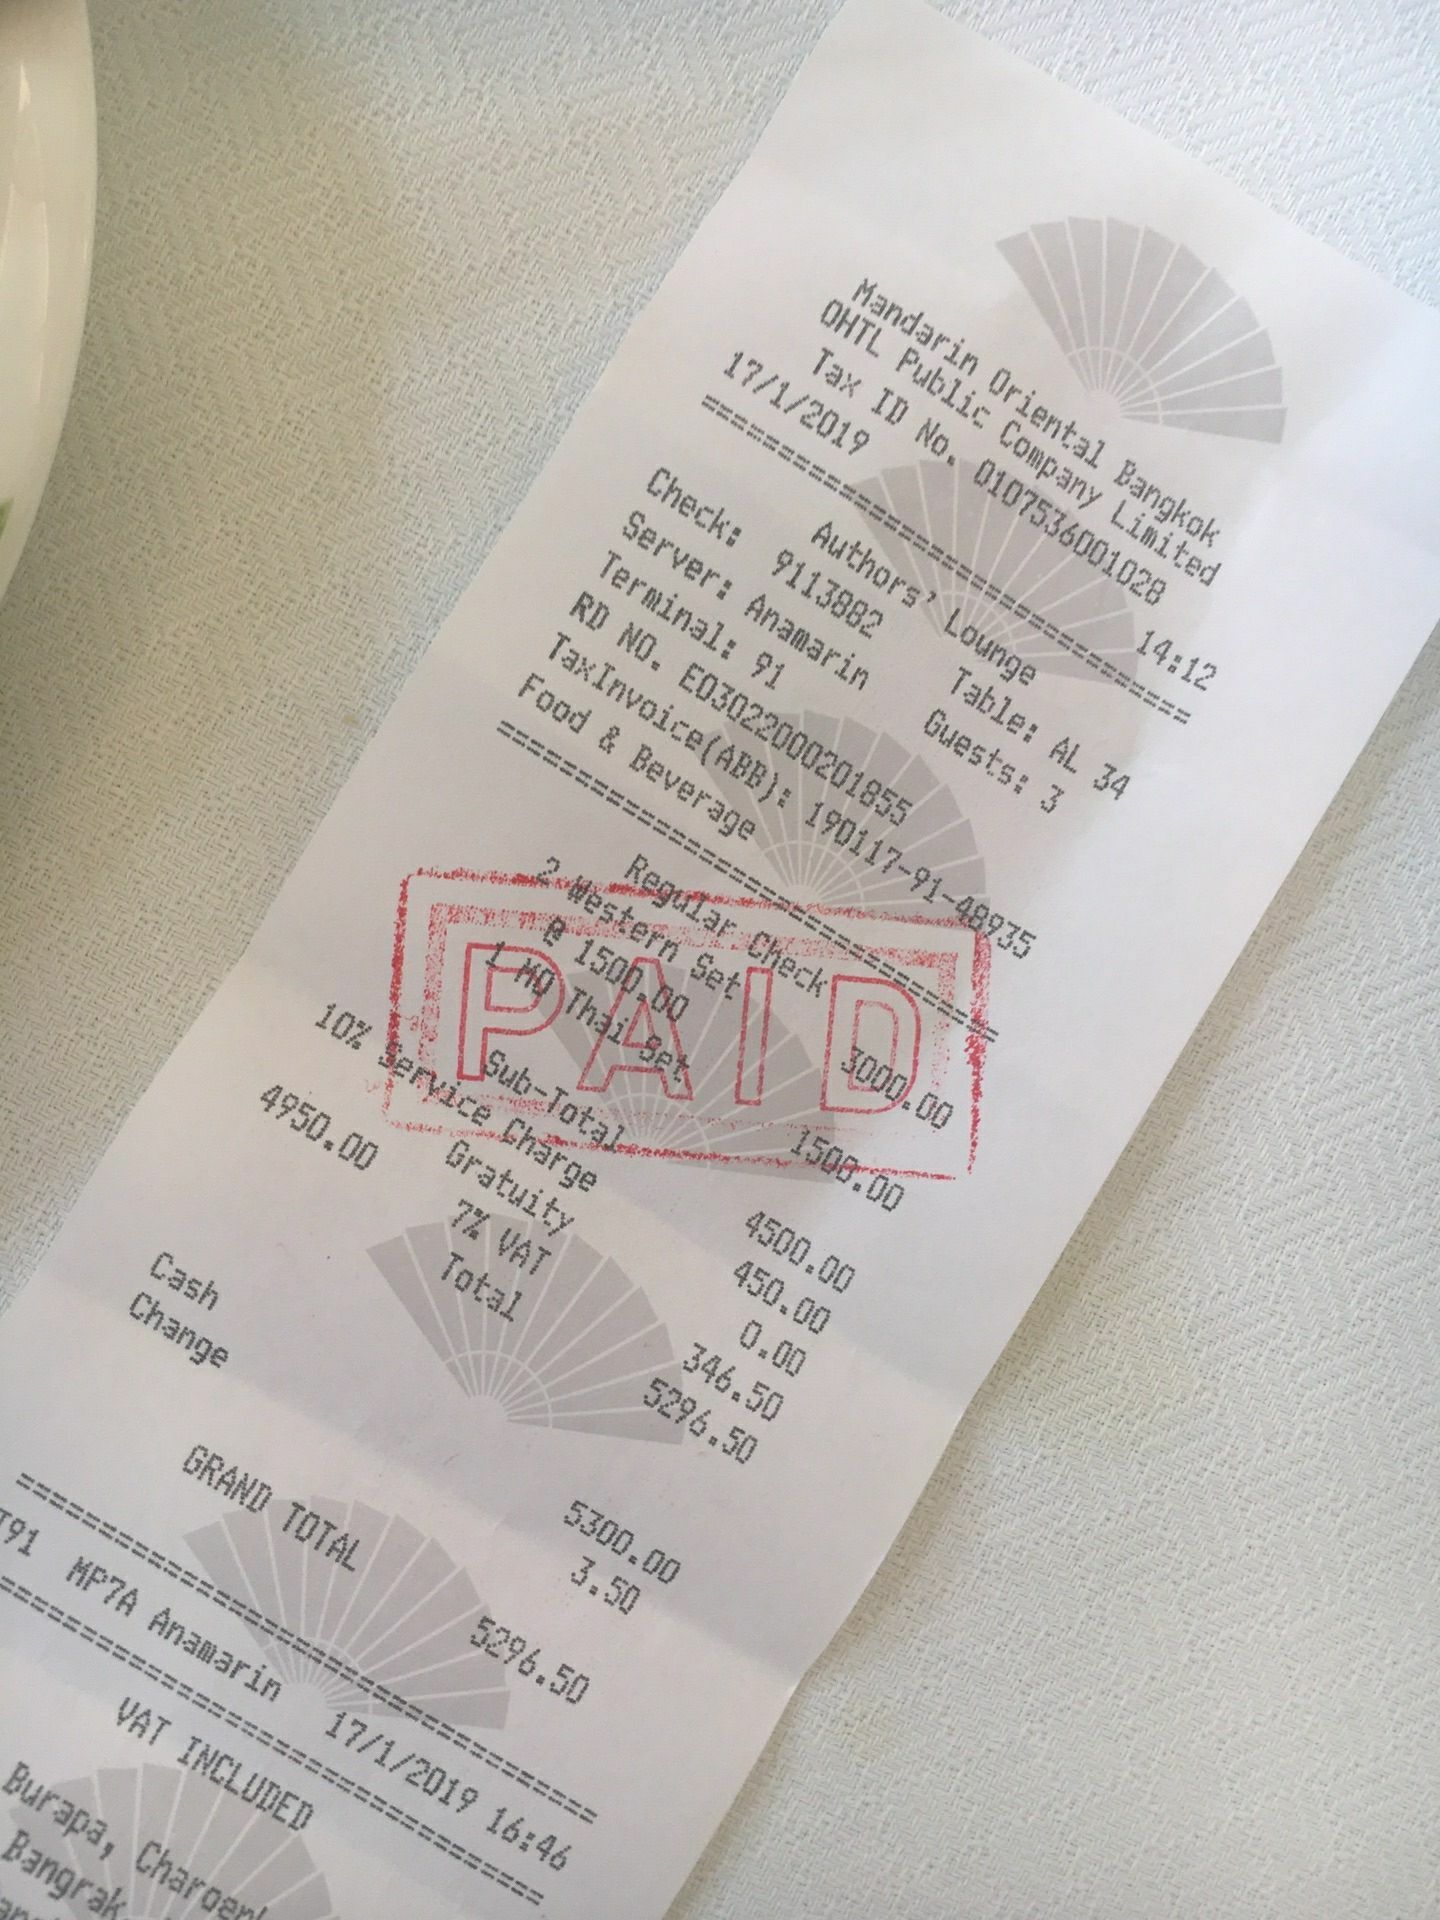 Mandarin Oriental Bangkok
OHTL Public Company Limited
Tax ID No. 0107536001028
17/1/2019 14:12
===================================
Authors' Lounge
Check: 9113882 Table: AL 34
Server: Anamarin Guests: 3
Terminal: 91
RD NO. E03022000201855
TaxInvoice(ABB): 190117-91-48935
Food & Beverage
===================================
Regular Check
2 Western Set
@ 1500.00 3000.00
1 MO Thai Set 1500.00
PAID
Sub-Total 4500.00
10% Service Charge 450.00
Gratuity 0.00
4950.00 7% VAT 346.50
Total 5296.50
Cash 5300.00
Change 3.50
GRAND TOTAL 5296.50
===================================
T91 MP7A Anamarin 17/1/2019 16:46
===================================
VAT INCLUDED
Burapa,
Bangrak